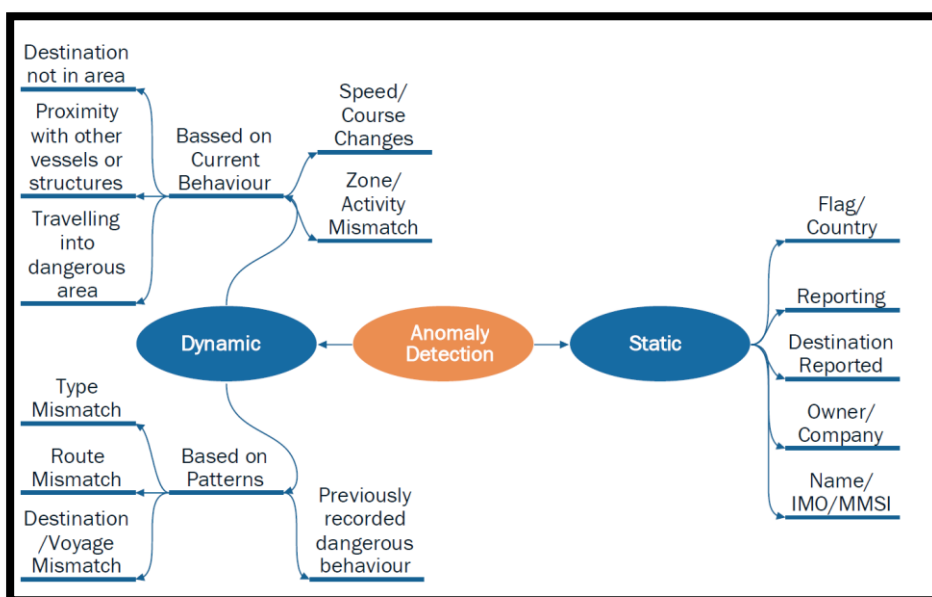 Destination
not in area
Proximity
with other
vessels or
structures
Travelling
into
dangerous
area
Bassed on
Current
Behaviour
Speed/
Course
Changes
Zone/
Activity
Mismatch
Dynamic
Anomaly
Detection
Static
Flag/
Country
Reporting
Destination
Reported
Owner/
Company
Name/
IMO/MMSI
Type
Mismatch
Route
Mismatch
Destination
/Voyage
Mismatch
Based on
Patterns
Previously
recorded
dangerous
behaviour